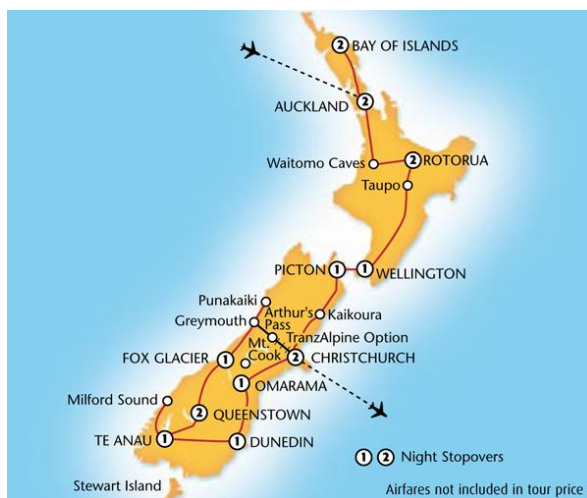 2 BAY OF ISLANDS
AUCKLAND 2
Waitomo Caves
2 ROTORUA
Taupo
PICTON 1
1 WELLINGTON
Punakaiki
Greymouth
Arthur's
Pass
Kaikoura
TranzAlpine Option
Mt.
Cook
FOX GLACIER 1
2 CHRISTCHURCH
1 OMARAMA
Milford Sound
2 QUEENSTOWN
TE ANAU 1
1 DUNEDIN
1 2 Night Stopovers
Stewart Island
Airfares not included in tour price